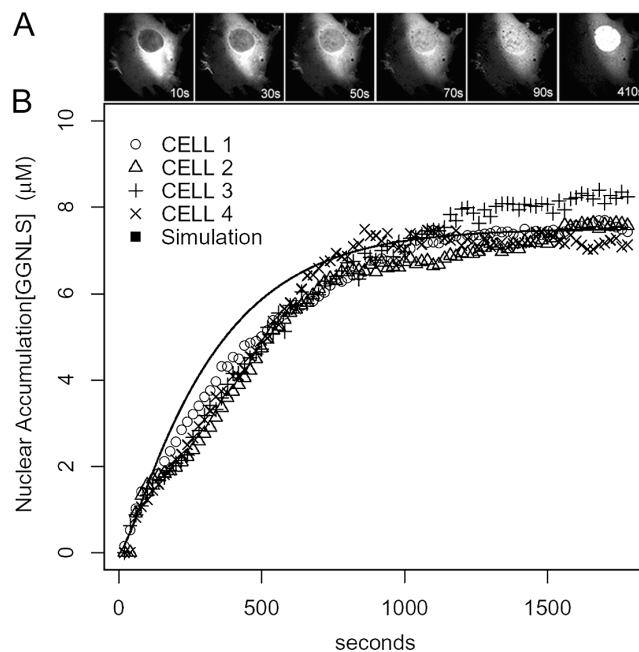 A
10s 30s 50s 70s 90s 410s
B
Nuclear Accumulation[GGNLS] (μM)
10
8
6
4
2
0
CELL 1
CELL 2
CELL 3
CELL 4
Simulation
0 500 1000 1500
seconds